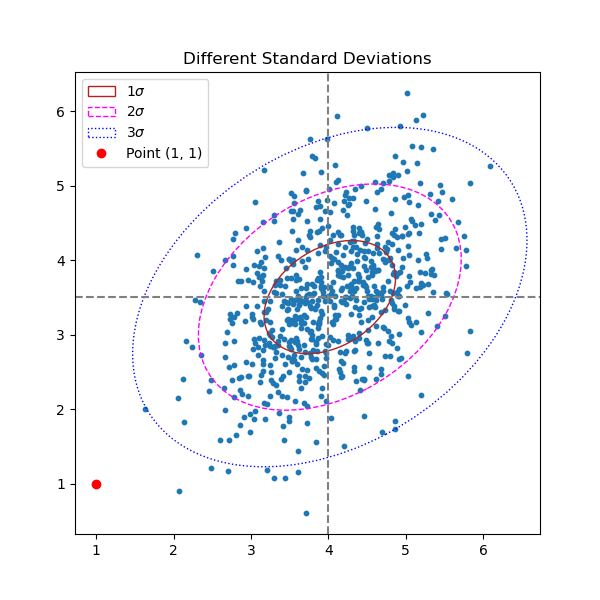 Different Standard Deviations
1σ
2σ
3σ
Point (1, 1)
6
5
4
3
2
1
1 2 3 4 5 6